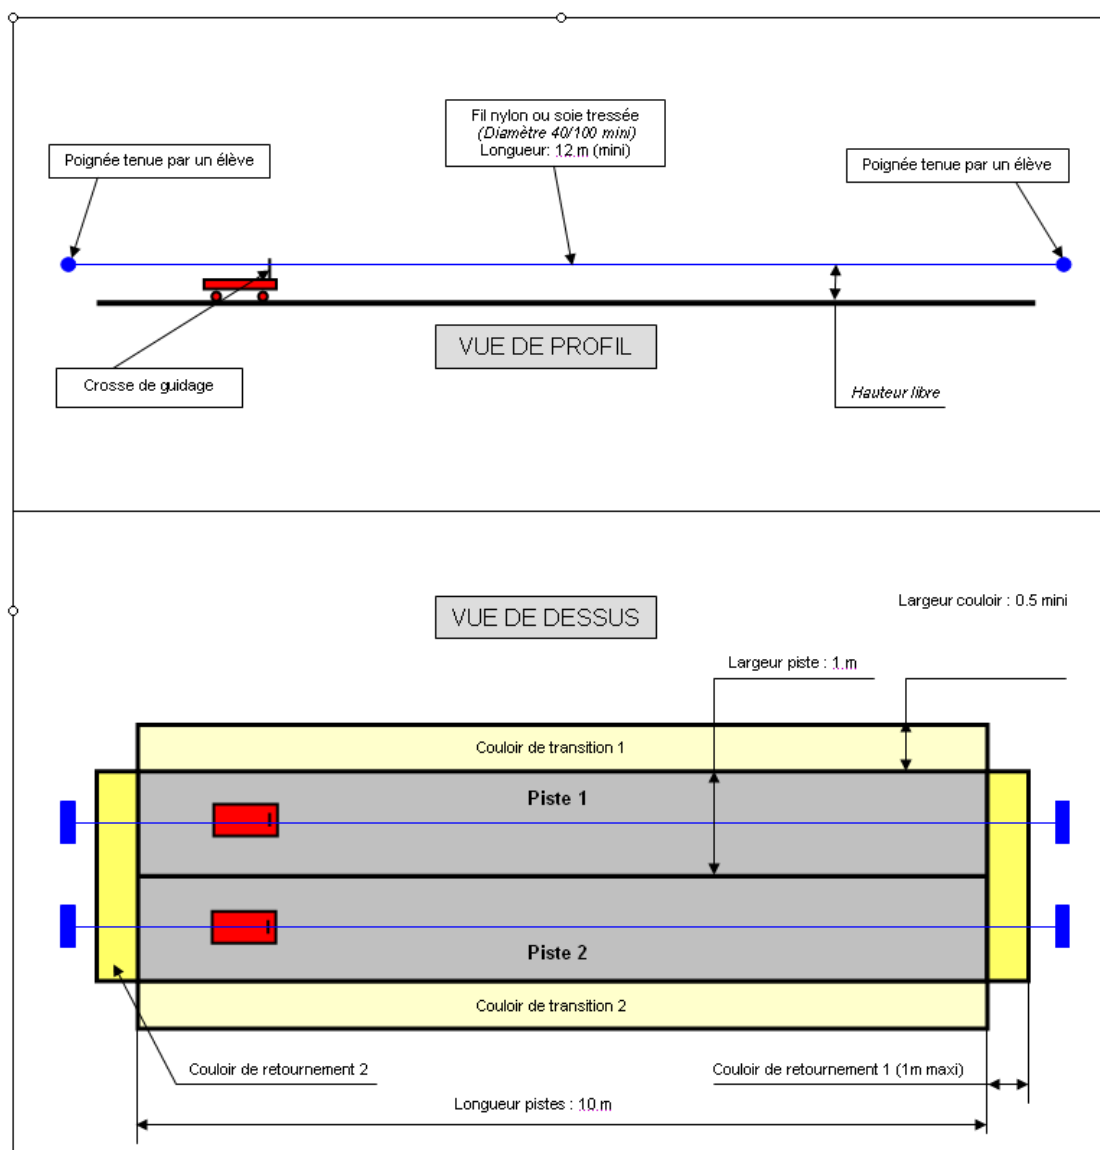 Fil nylon ou soie tressée
(Diamètre 40/100 mini)
Longueur: 12 m (mini)
Poignée tenue par un élève
Poignée tenue par un élève
VUE DE PROFIL
Crosse de guidage
Hauteur libre
VUE DE DESSUS
Largeur couloir : 0.5 mini
Largeur piste : 1 m
Couloir de transition 1
Piste 1
Piste 2
Couloir de transition 2
Couloir de retournement 2
Couloir de retournement 1 (1m maxi)
Longueur pistes : 10 m